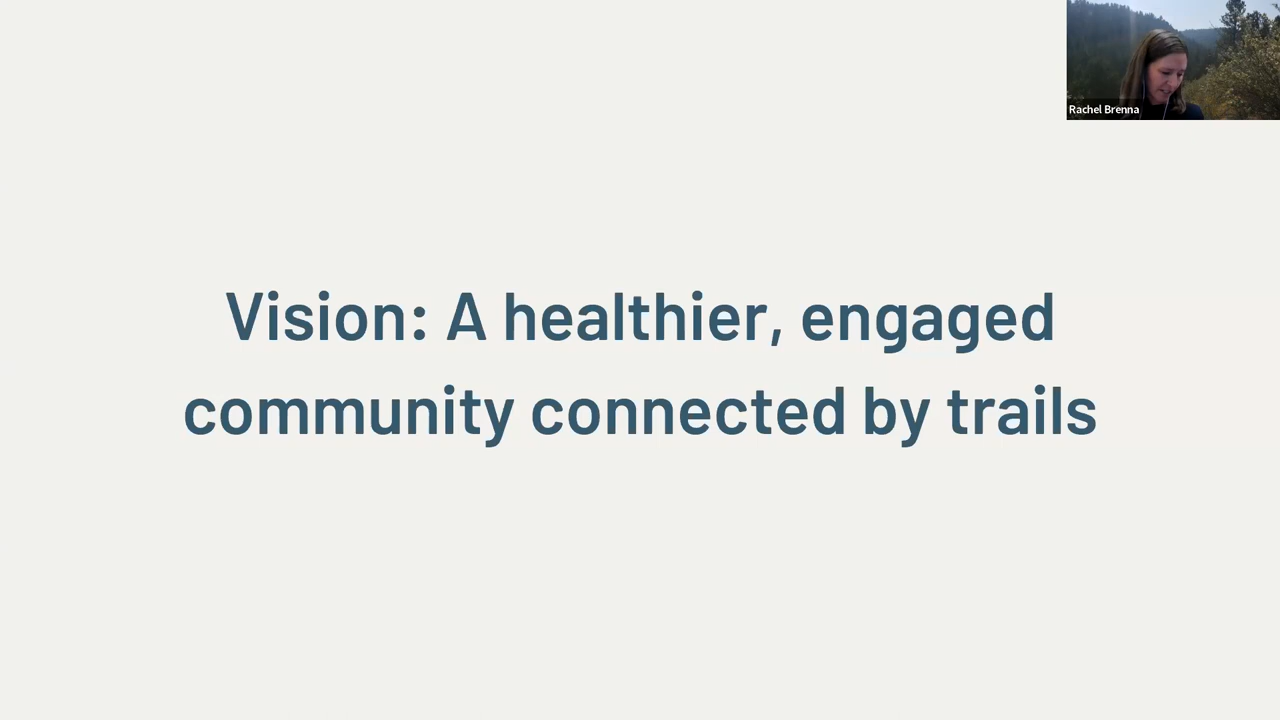 Rachel Brenna
Vision: A healthier, engaged
community connected by trails